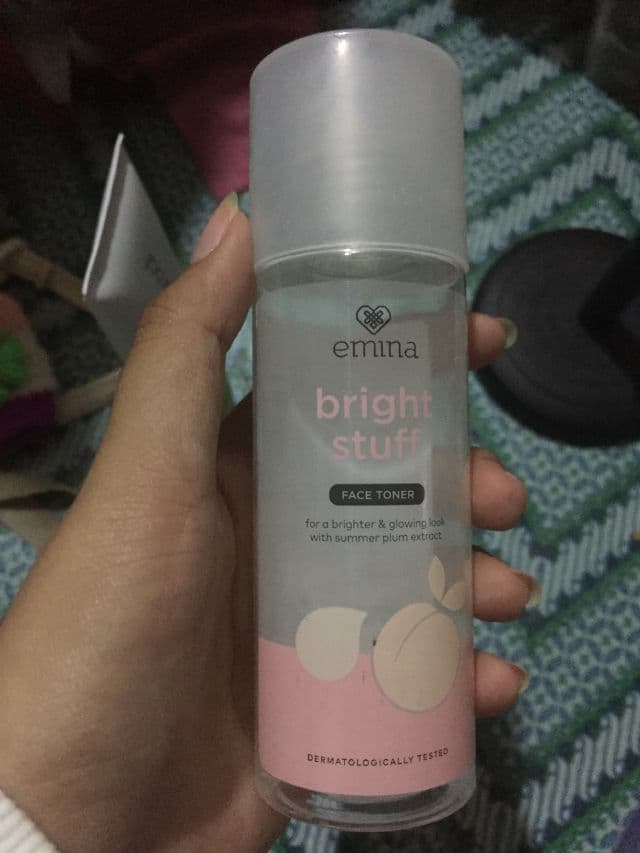 emina
bright
stuff
FACE TONER
for a brighter & glowing look
with summer plum extract
DERMATOLOGICALLY TESTED